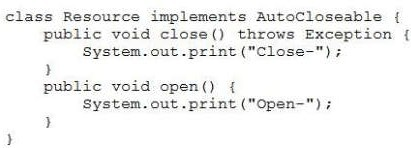 class Resource implements AutoCloseable {
    public void close() throws Exception {
        System.out.print("Close-");
    }
    public void open() {
        System.out.print("Open-");
    }
}